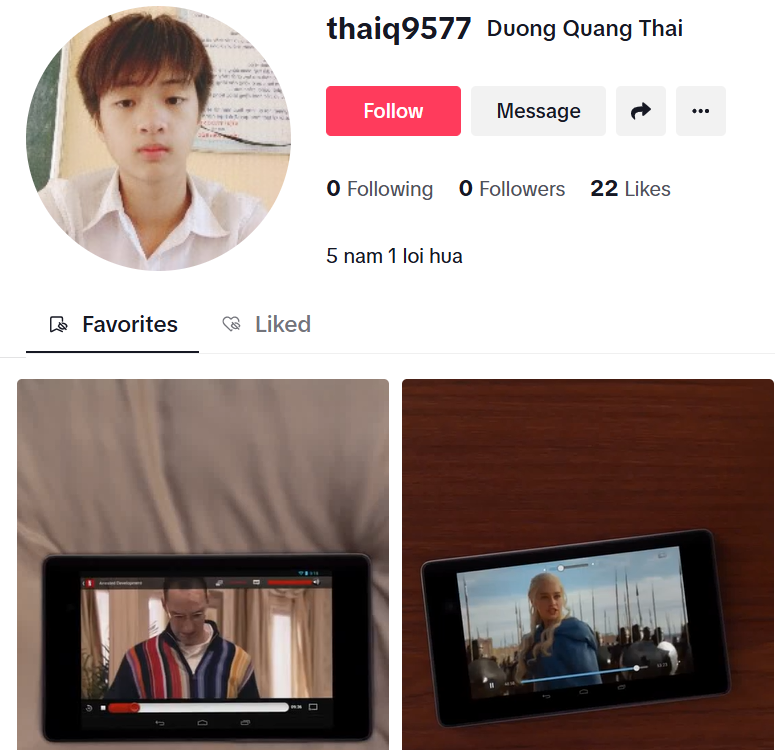 thaiq9577 Duong Quang Thai
Follow Message
0 Following 0 Followers 22 Likes
5 nam 1 loi hua
Favorites Liked
Arrested Development